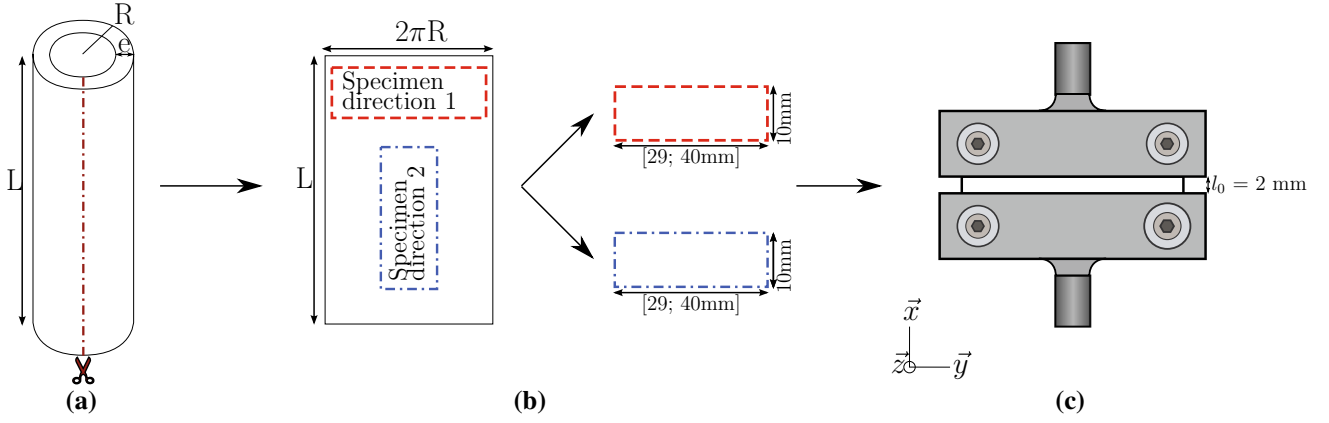 R
e
L
(a)
2πR
L
Specimen
direction 1
Specimen
direction 2
[29; 40mm]
10mm
[29; 40mm]
10mm
(b)
l₀ = 2 mm
x⃗
z⃗
y⃗
(c)